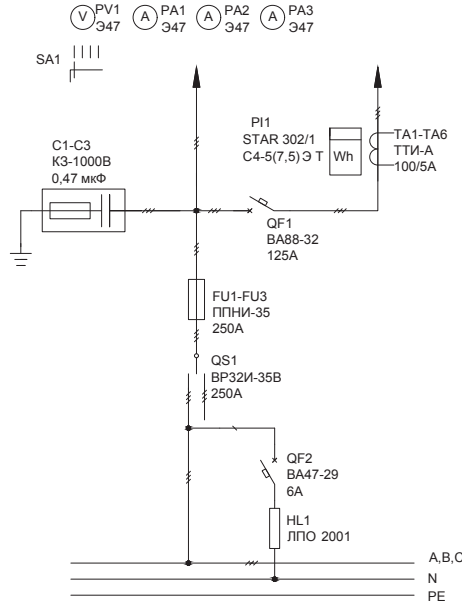 V PV1 Э47
A PA1 Э47
A PA2 Э47
A PA3 Э47
SA1
PI1
STAR 302/1
С4-5(7,5) Э Т
Wh
TA1-TA6
ТТИ-А
100/5А
C1-C3
КЗ-1000В
0,47 мкФ
QF1
ВА88-32
125А
FU1-FU3
ППНИ-35
250А
QS1
ВР32И-35В
250А
QF2
ВА47-29
6А
HL1
ЛПО 2001
A,B,C
N
PE